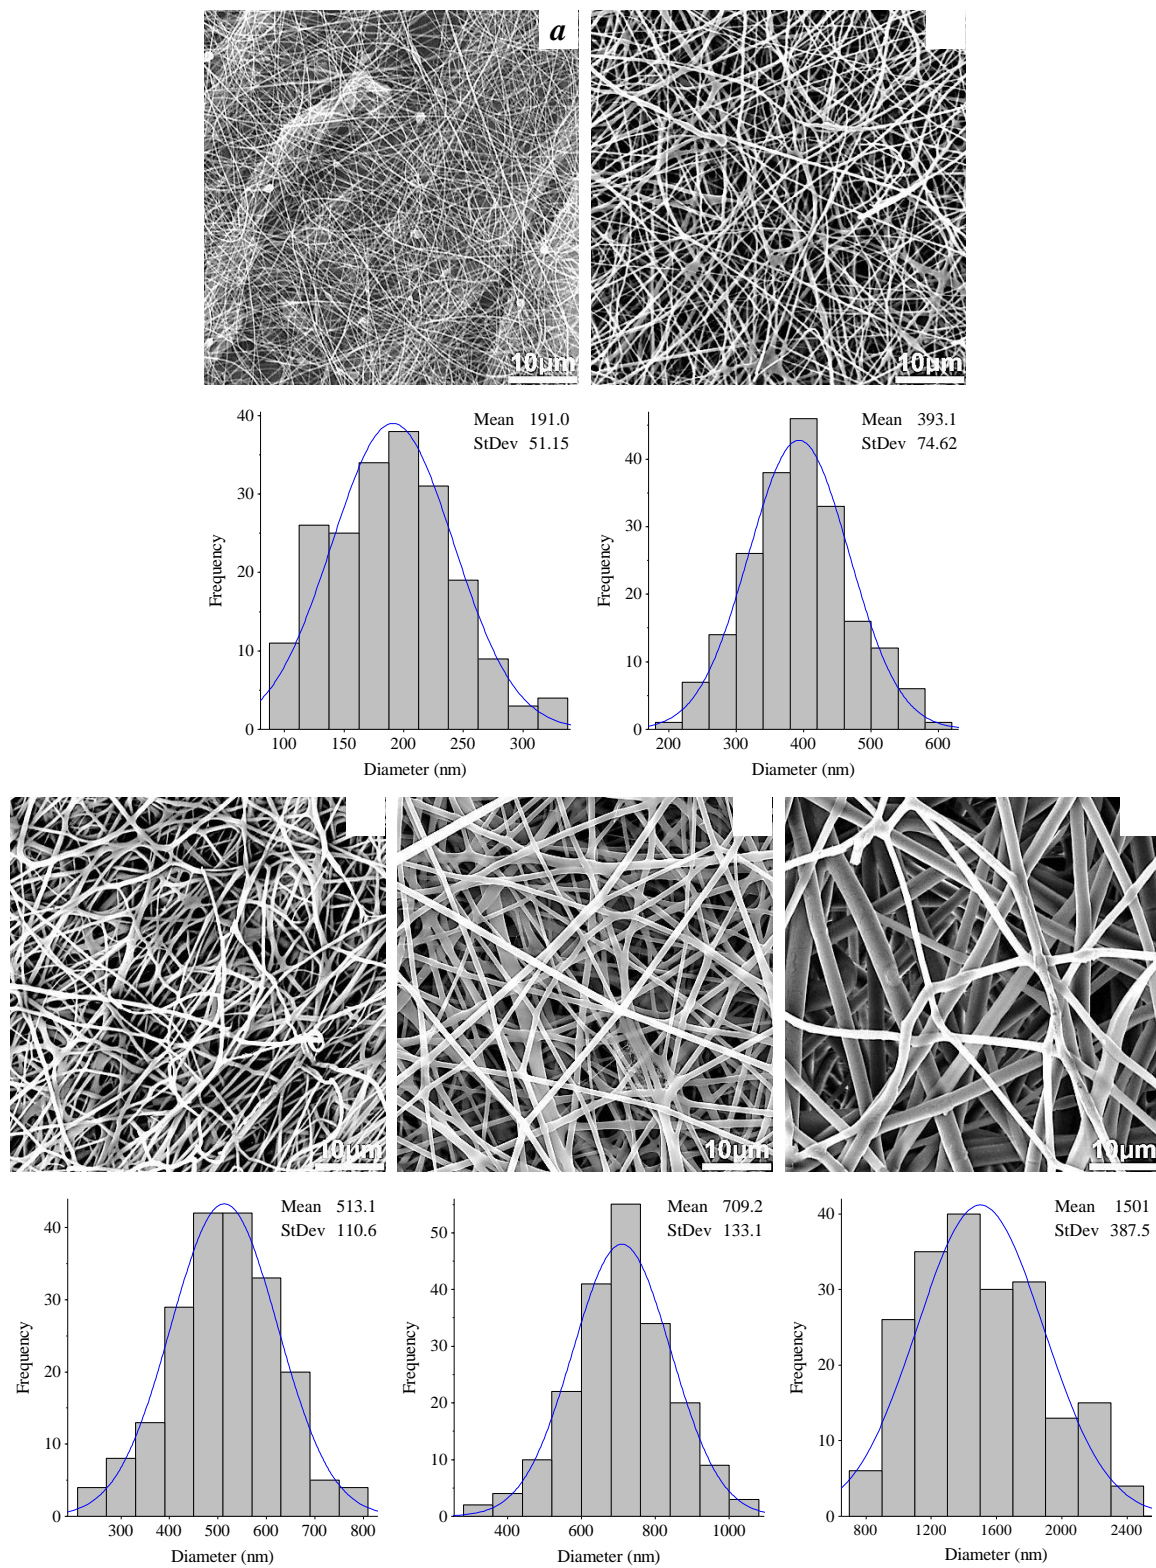 a
10μm
10μm
Mean 191.0
StDev 51.15
40
30
20
10
0
Frequency
100 150 200 250 300
Diameter (nm)
Mean 393.1
StDev 74.62
40
30
20
10
0
Frequency
200 300 400 500 600
Diameter (nm)
10μm
10μm
10μm
Mean 513.1
StDev 110.6
40
30
20
10
0
Frequency
300 400 500 600 700 800
Diameter (nm)
Mean 709.2
StDev 133.1
50
40
30
20
10
0
Frequency
400 600 800 1000
Diameter (nm)
Mean 1501
StDev 387.5
40
30
20
10
0
Frequency
800 1200 1600 2000 2400
Diameter (nm)